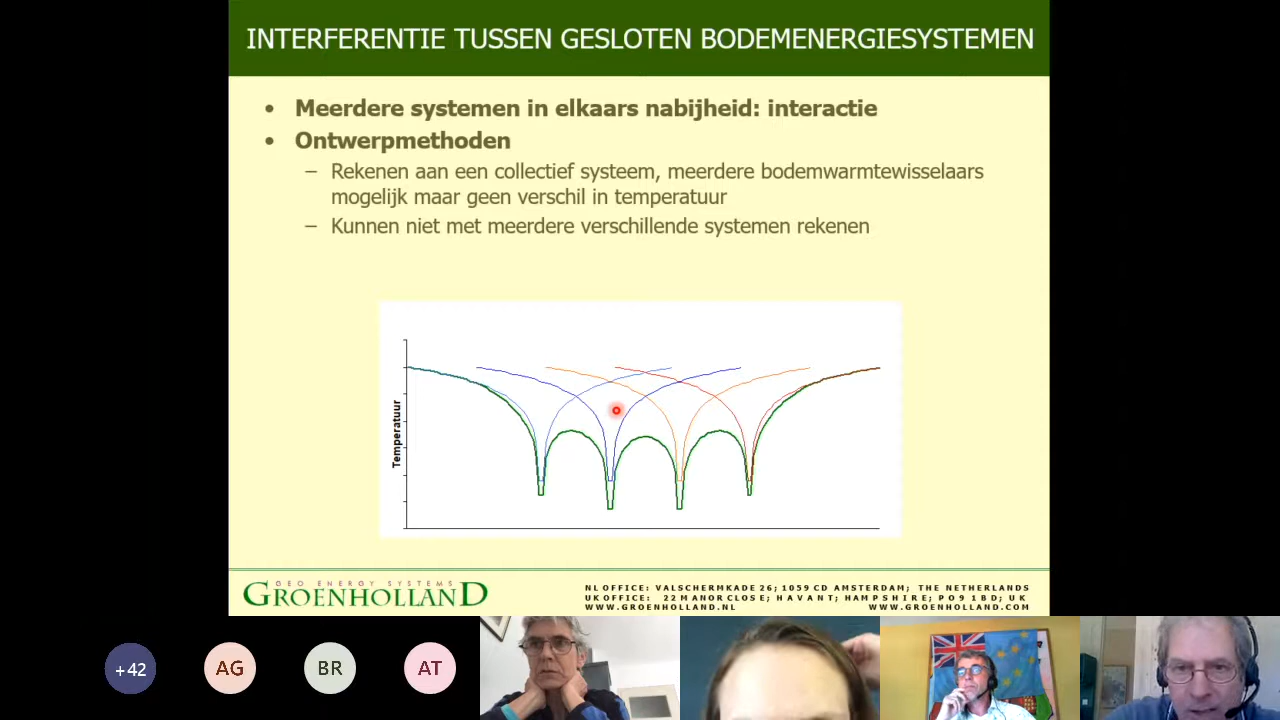 INTERFERENTIE TUSSEN GESLOTEN BODEMENERGIESYSTEMEN
• Meerdere systemen in elkaars nabijheid: interactie
• Ontwerpmethoden
– Rekenen aan een collectief systeem, meerdere bodemwarmtewisselaars
mogelijk maar geen verschil in temperatuur
– Kunnen niet met meerdere verschillende systemen rekenen
Temperatuur
GEO ENERGY SYSTEMS
GROENHOLLAND
NL OFFICE: VALSCHERMKADE 26; 1059 CD AMSTERDAM; THE NETHERLANDS
UK OFFICE: 22 MANOR CLOSE; HAVANT; HAMPSHIRE; PO9 1BD; UK
WWW.GROENHOLLAND.NL WWW.GROENHOLLAND.COM
+42 AG BR AT